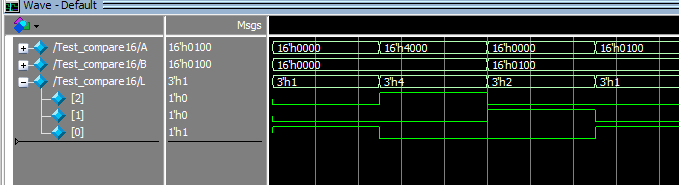 Wave - Default
Msgs
/Test_compare16/A 16'h0100 16'h0000 16'h4000 16'h0000 16'h0100
/Test_compare16/B 16'h0100 16'h0000 16'h0100
/Test_compare16/L 3'h1 3'h1 3'h4 3'h2 3'h1
[2] 1'h0
[1] 1'h0
[0] 1'h1